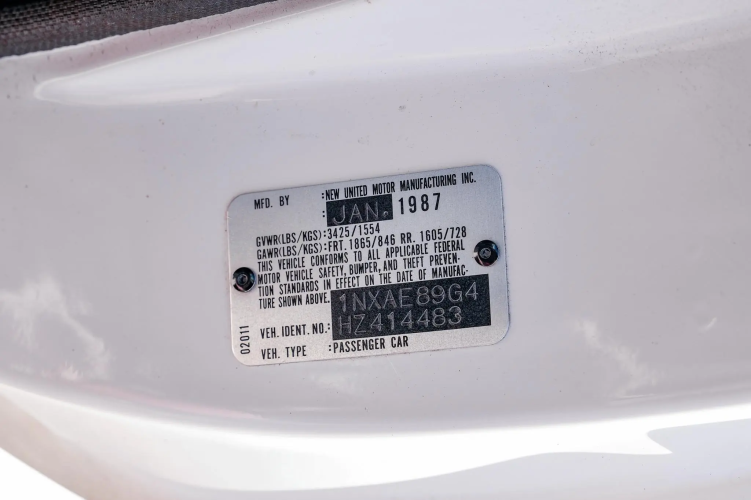 MFD. BY :NEW UNITED MOTOR MANUFACTURING INC.
:JAN. 1987
GVWR(LBS/KGS):3425/1554
GAWR(LBS/KGS):FRT. 1865/846 RR. 1605/728
THIS VEHICLE CONFORMS TO ALL APPLICABLE FEDERAL
MOTOR VEHICLE SAFETY, BUMPER, AND THEFT PREVEN-
TION STANDARDS IN EFFECT ON THE DATE OF MANUFAC-
TURE SHOWN ABOVE.
1NXAE89G4
VEH. IDENT. NO.: HZ414483
VEH. TYPE :PASSENGER CAR
02011